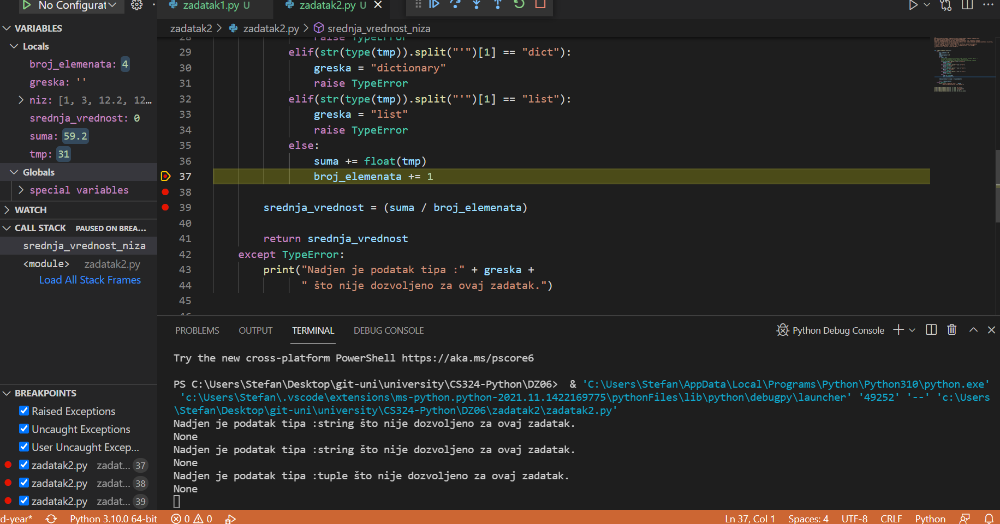 No Configurat
zadatak1.py U
zadatak2.py U
VARIABLES
Locals
broj_elemenata: 4
greska: ''
niz: [1, 3, 12.2, 12…
srednja_vrednost: 0
suma: 59.2
tmp: 31
Globals
special variables
WATCH
CALL STACK PAUSED ON BREA…
srednja_vrednost_niza
<module> zadatak2.py
Load All Stack Frames
BREAKPOINTS
Raised Exceptions
Uncaught Exceptions
User Uncaught Excep…
zadatak2.py zadat… 37
zadatak2.py zadat… 38
zadatak2.py zadat… 39
zadatak2 > zadatak2.py > srednja_vrednost_niza
28 raise TypeError
29 elif(str(type(tmp)).split("'")[1] == "dict"):
30 greska = "dictionary"
31 raise TypeError
32 elif(str(type(tmp)).split("'")[1] == "list"):
33 greska = "list"
34 raise TypeError
35 else:
36 suma += float(tmp)
37 broj_elemenata += 1
38
39 srednja_vrednost = (suma / broj_elemenata)
40
41 return srednja_vrednost
42 except TypeError:
43 print("Nadjen je podatak tipa :" + greska +
44 " što nije dozvoljeno za ovaj zadatak.")
45
46
PROBLEMS OUTPUT TERMINAL DEBUG CONSOLE
Python Debug Console
Try the new cross-platform PowerShell https://aka.ms/pscore6
PS C:\Users\Stefan\Desktop\git-uni\university\CS324-Python\DZ06> & 'C:\Users\Stefan\AppData\Local\Programs\Python\Python310\python.exe'
'c:\Users\Stefan\.vscode\extensions\ms-python.python-2021.11.1422169775\pythonFiles\lib\python\debugpy\launcher' '49252' '--' 'c:\Users
\Stefan\Desktop\git-uni\university\CS324-Python\DZ06\zadatak2\zadatak2.py'
Nadjen je podatak tipa :string što nije dozvoljeno za ovaj zadatak.
None
Nadjen je podatak tipa :string što nije dozvoljeno za ovaj zadatak.
None
Nadjen je podatak tipa :tuple što nije dozvoljeno za ovaj zadatak.
None
d-year* Python 3.10.0 64-bit 0 0
Ln 37, Col 1 Spaces: 4 UTF-8 CRLF Python